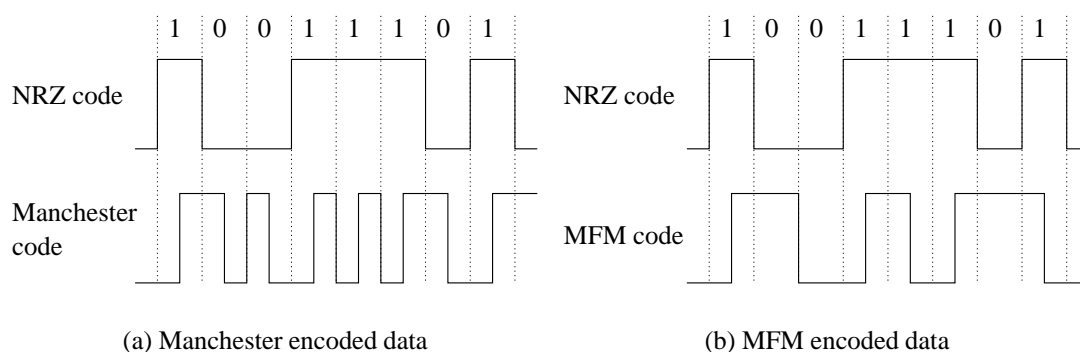 1 0 0 1 1 1 0 1
NRZ code
Manchester
code
(a) Manchester encoded data
1 0 0 1 1 1 0 1
NRZ code
MFM code
(b) MFM encoded data